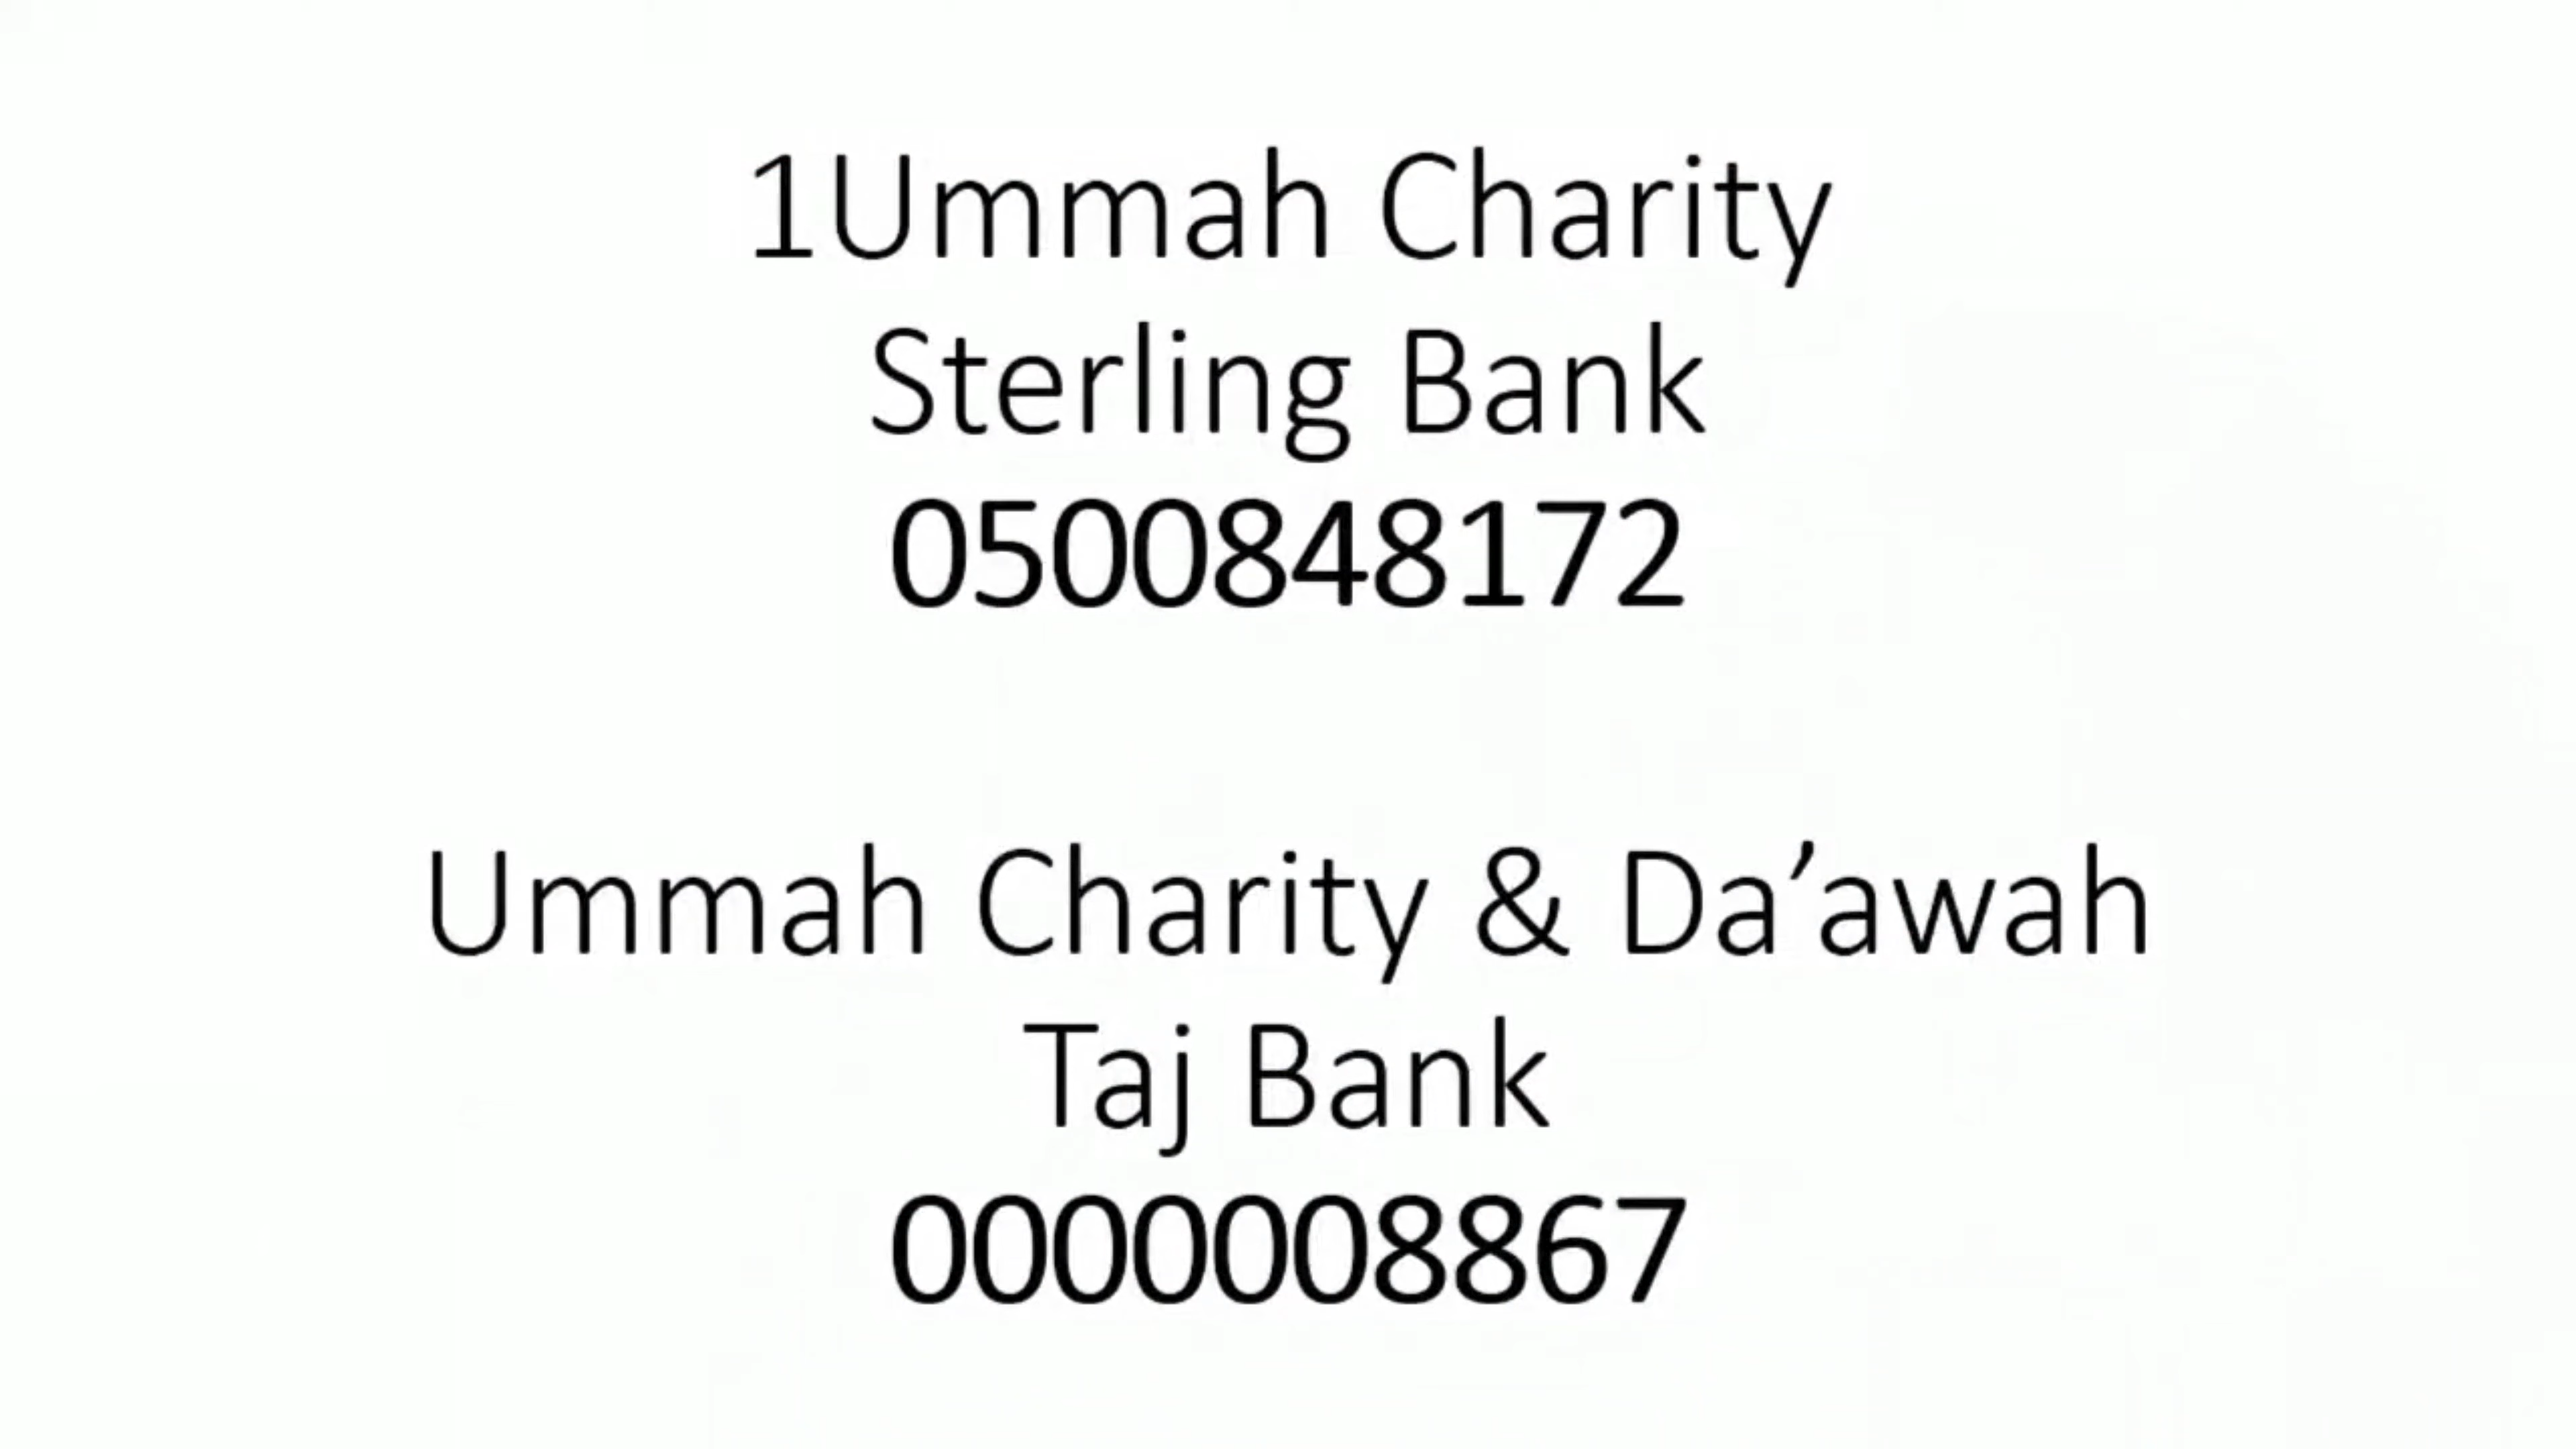 1Ummah Charity
Sterling Bank
0500848172
Ummah Charity & Da’awah
Taj Bank
0000008867